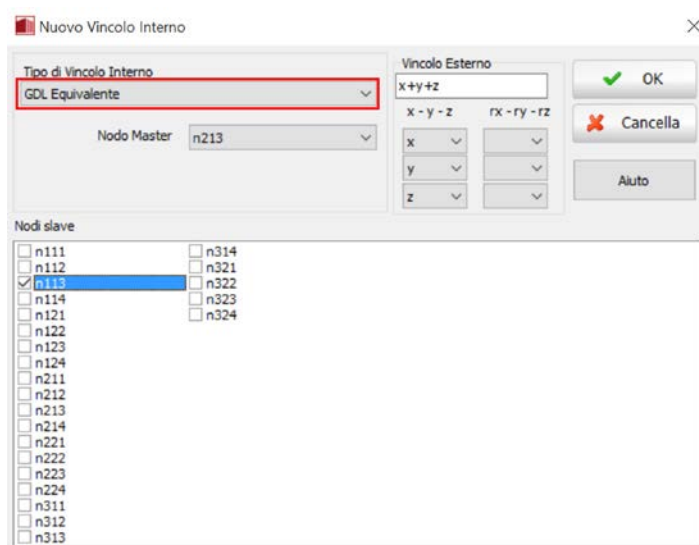 Nuovo Vincolo Interno
Tipo di Vincolo Interno
GDL Equivalente
Nodo Master n213
Vincolo Esterno
x+y+z
x - y - z rx - ry - rz
x
y
z
OK
Cancella
Aiuto
Nodi slave
n111
n112
n113
n114
n121
n122
n123
n124
n211
n212
n213
n214
n221
n222
n223
n224
n311
n312
n313
n314
n321
n322
n323
n324